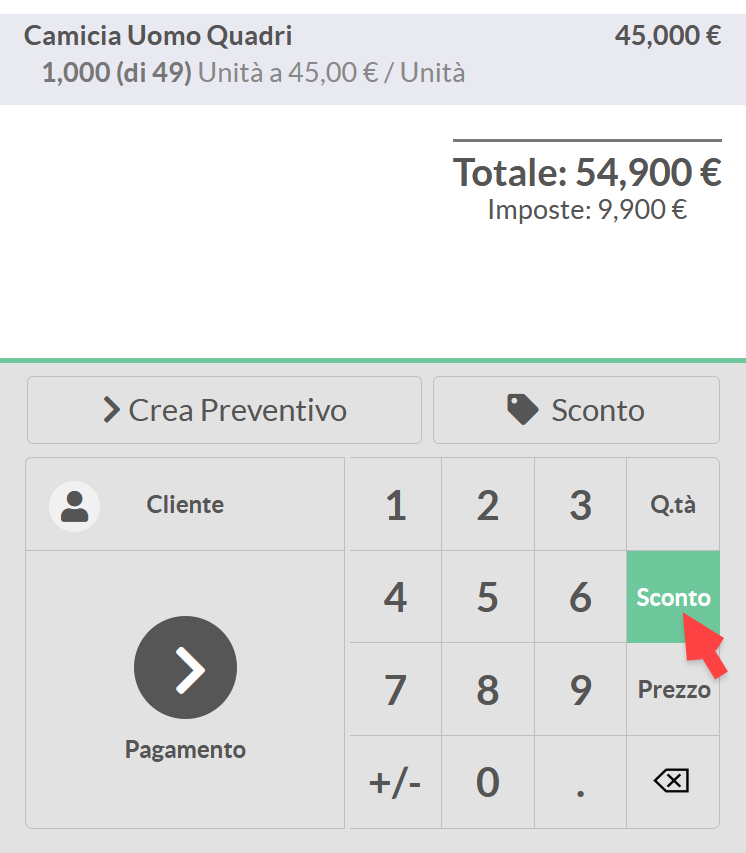 Camicia Uomo Quadri 45,000 €
1,000 (di 49) Unità a 45,00 € / Unità
Totale: 54,900 €
Imposte: 9,900 €
Crea Preventivo Sconto
Cliente 1 2 3 Q.tà
4 5 6 Sconto
7 8 9 Prezzo
Pagamento
+/- 0 .